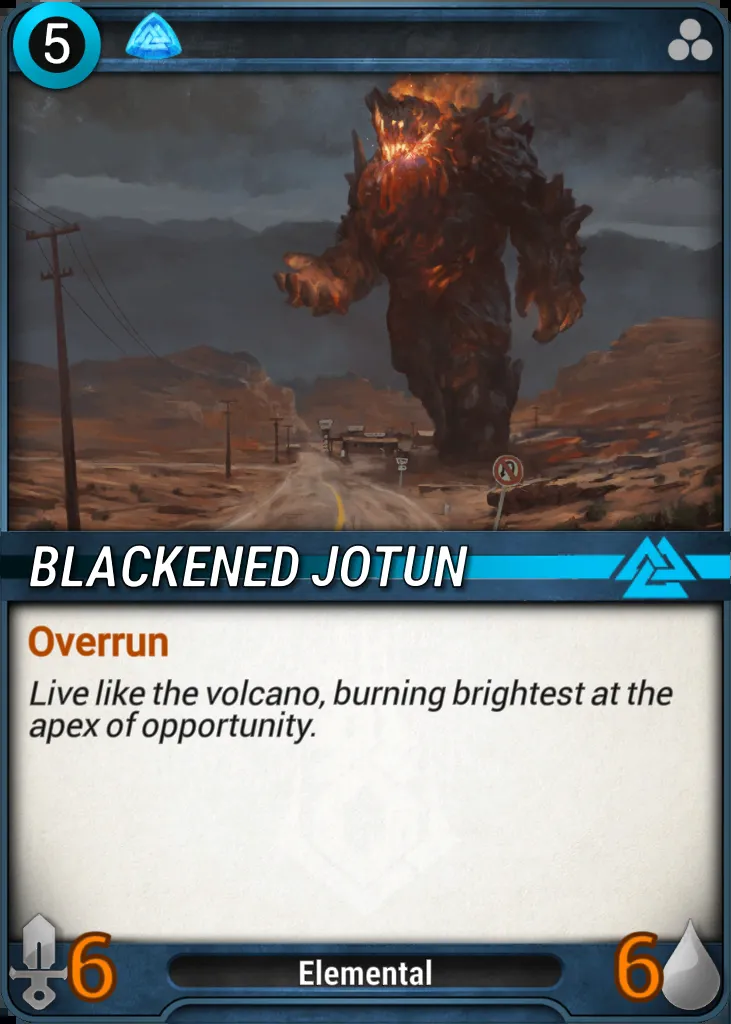 5
BLACKENED JOTUN
Overrun
Live like the volcano, burning brightest at the
apex of opportunity.
6
Elemental
6